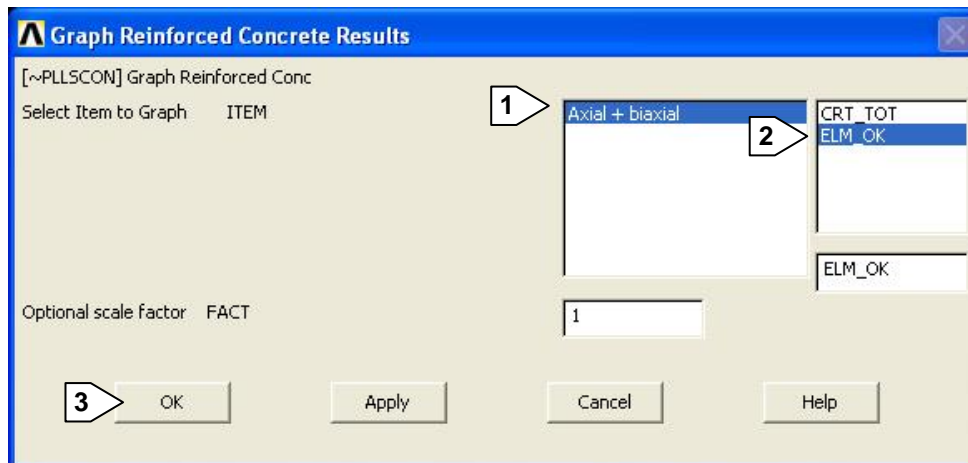 Graph Reinforced Concrete Results
[~PLLSCON] Graph Reinforced Conc
Select Item to Graph ITEM
1
Axial + biaxial
CRT_TOT
2
ELM_OK
ELM_OK
Optional scale factor FACT
1
3
OK
Apply
Cancel
Help